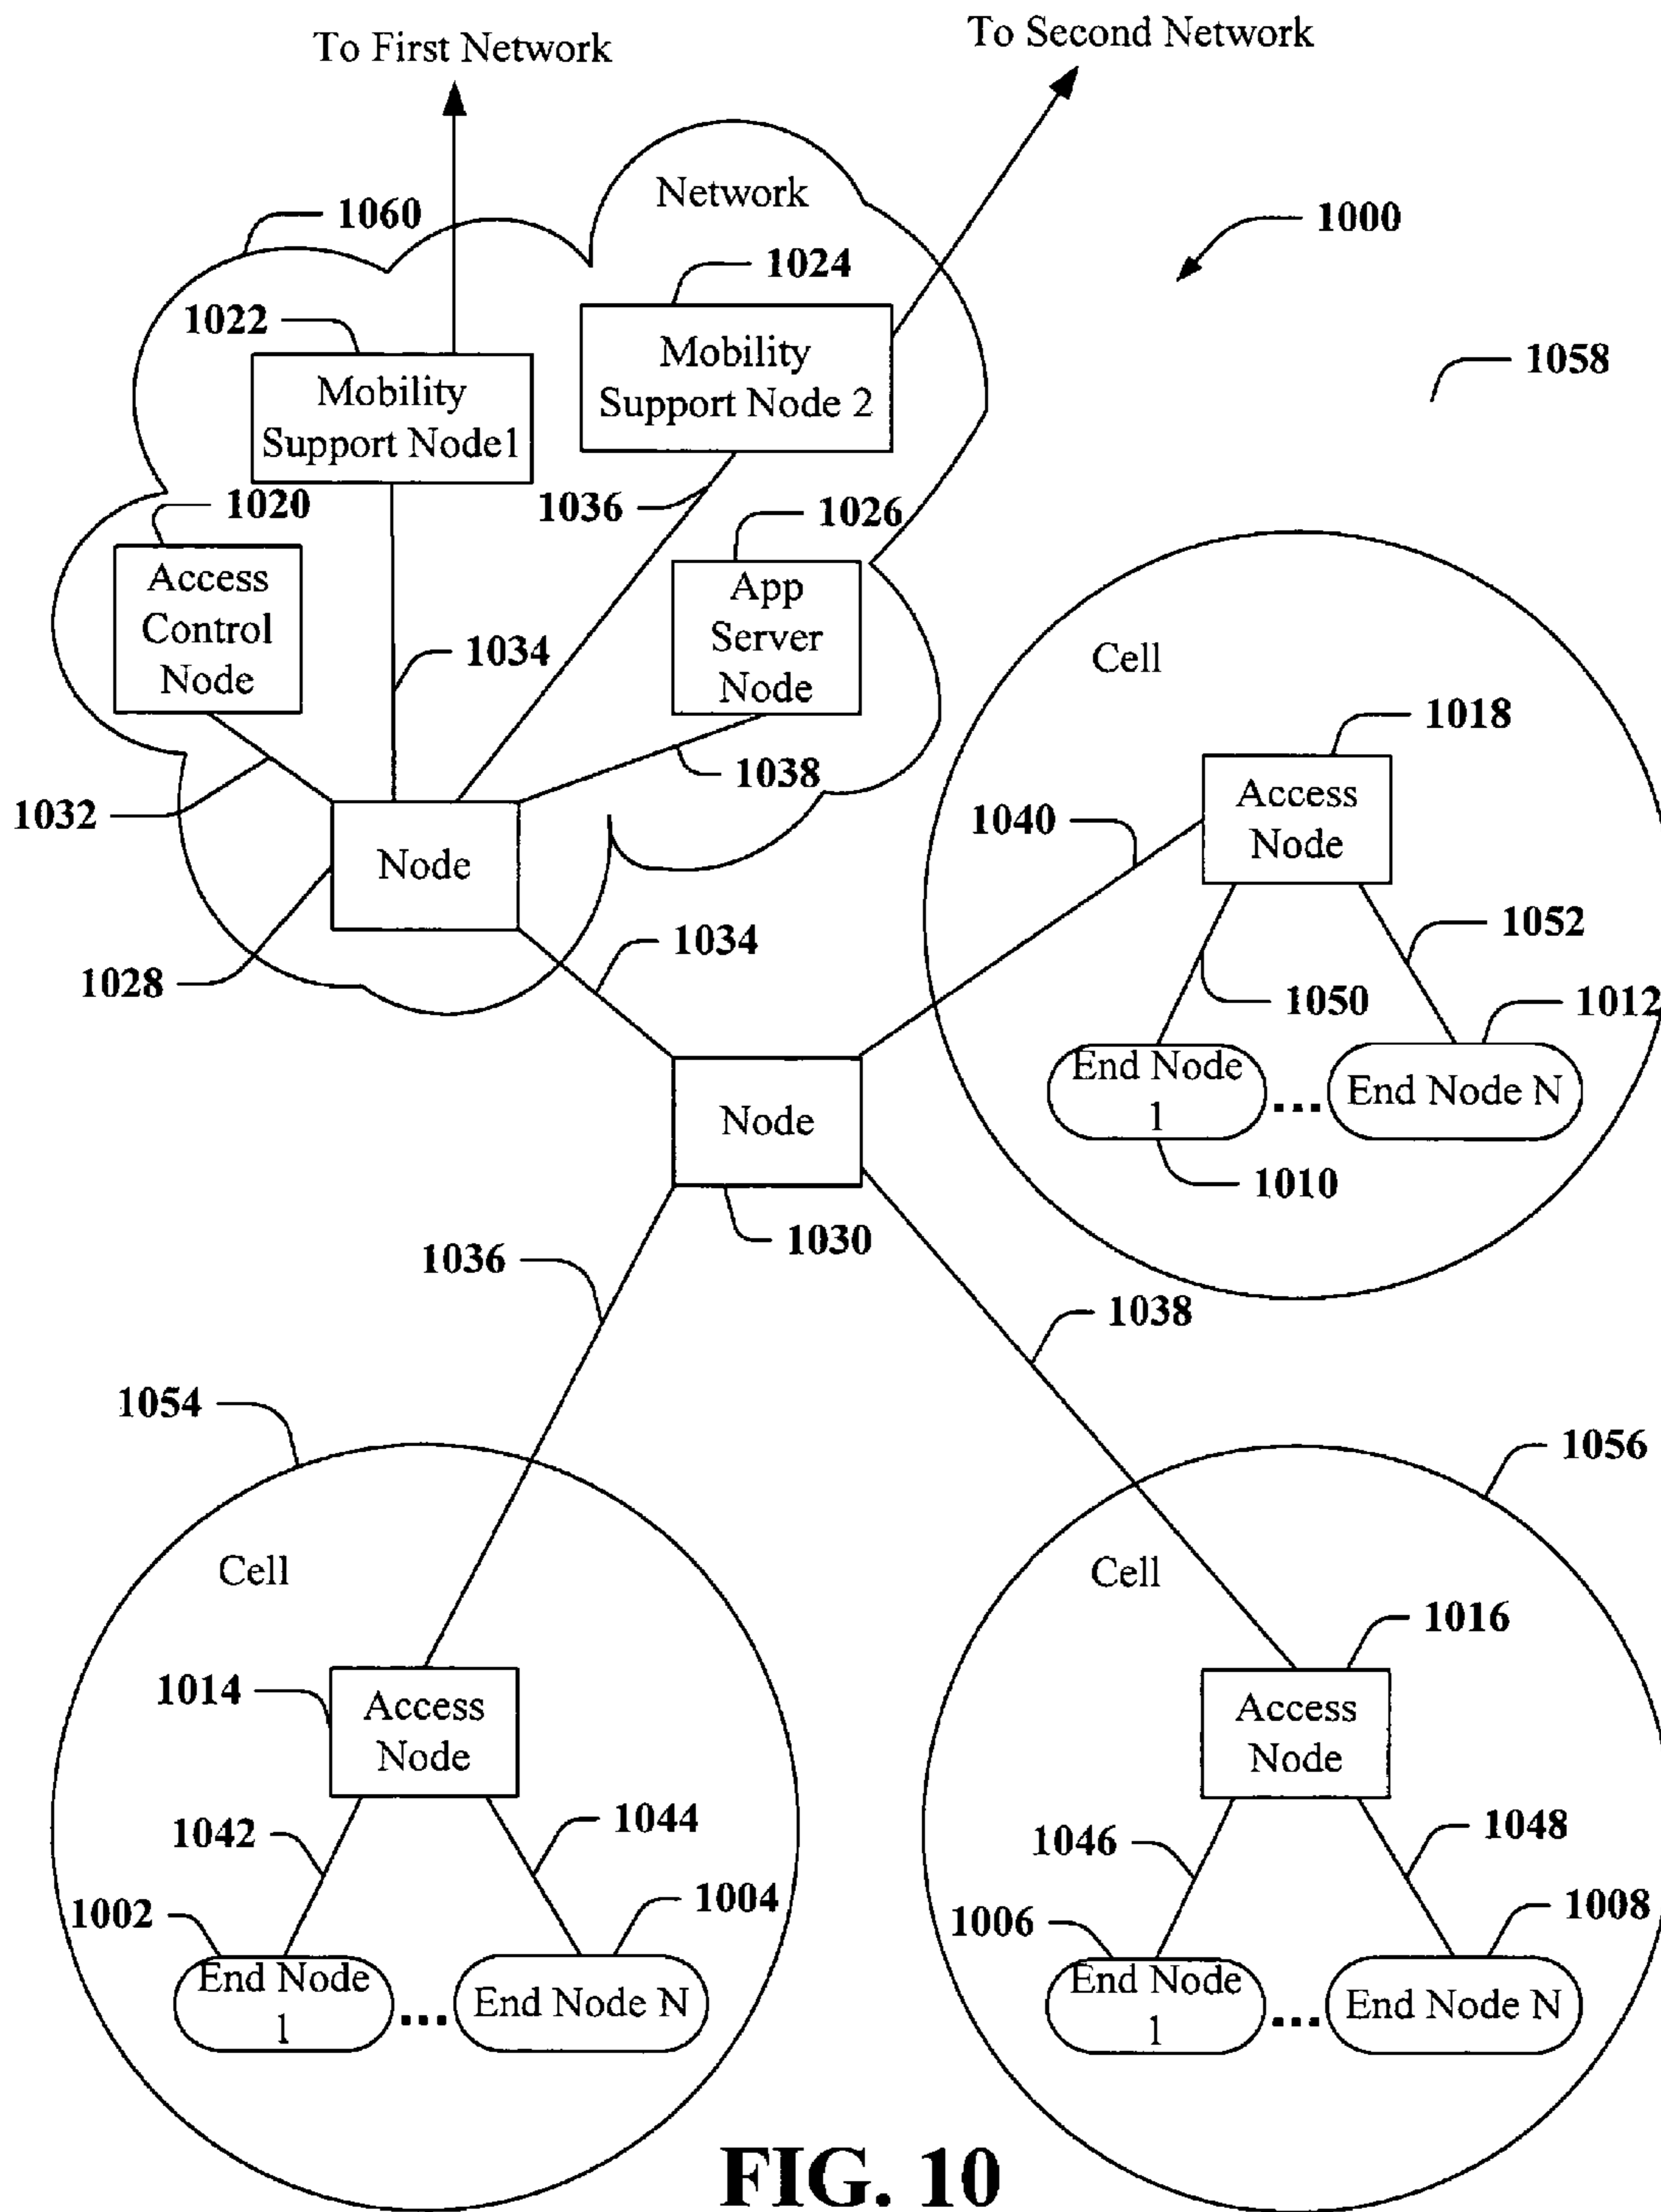 To First Network
To Second Network
Network
1060
1000
1024
1022
1058
Mobility
Support Node 2
Mobility
Support Node1
1020
1036
1026
Access
Control
Node
App
Server
Node
1034
Cell
1018
1038
1032
Access
Node
1040
Node
1034
1052
1028
1050
1012
End Node
1
...
End Node N
Node
1010
1030
1036
1038
1054
1056
Cell
Cell
1016
1014
Access
Node
Access
Node
1042
1044
1046
1048
1002
1004
1006
1008
End Node
1
...
End Node N
End Node
1
...
End Node N
FIG. 10